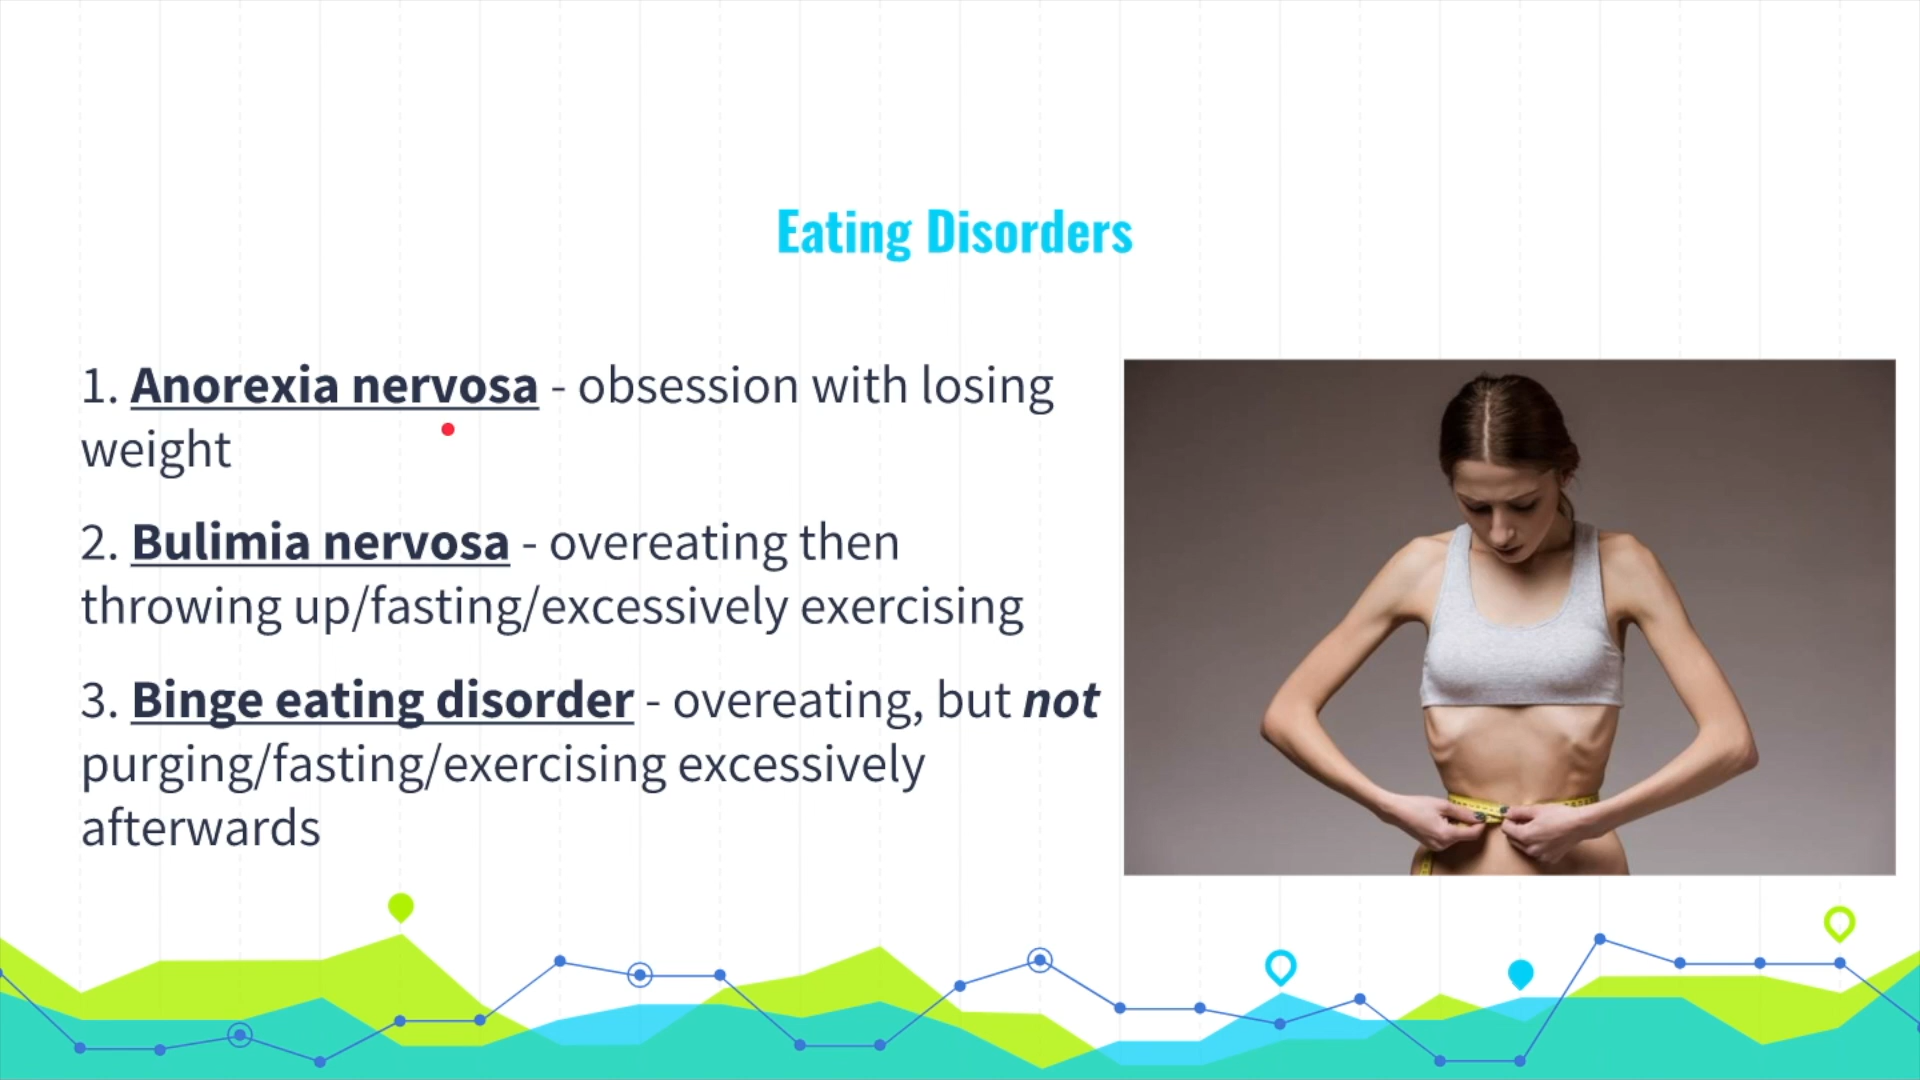 Eating Disorders
1. Anorexia nervosa - obsession with losing
weight
2. Bulimia nervosa - overeating then
throwing up/fasting/excessively exercising
3. Binge eating disorder - overeating, but not
purging/fasting/exercising excessively
afterwards